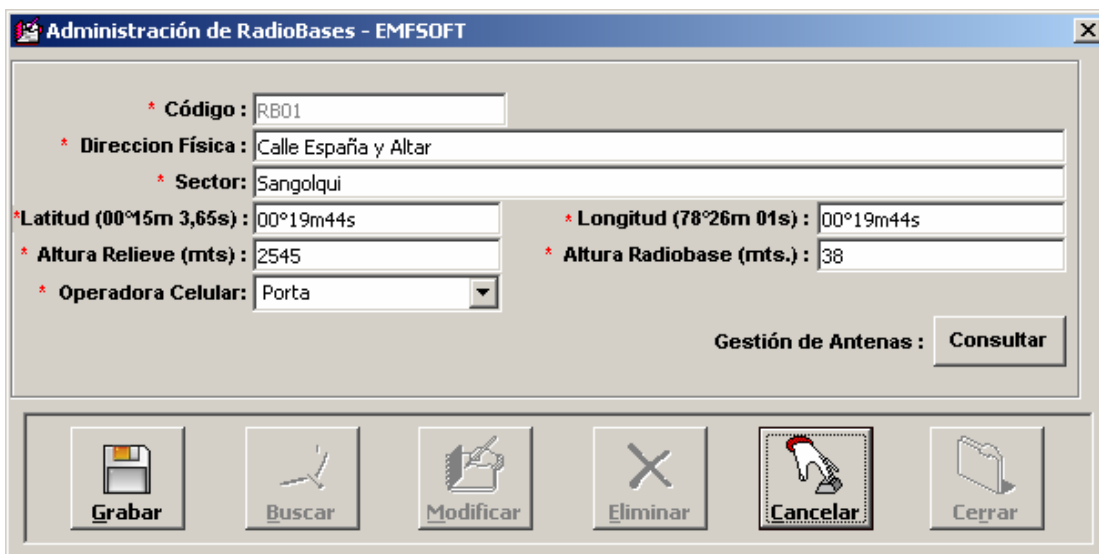 Administración de RadioBases - EMFSOFT
* Código : RB01
* Direccion Física : Calle España y Altar
* Sector: Sangolqui
*Latitud (00°15m 3,65s) : 00°19m44s * Longitud (78°26m 01s) : 00°19m44s
* Altura Relieve (mts) : 2545 * Altura Radiobase (mts.) : 38
* Operadora Celular: Porta
Gestión de Antenas : Consultar
Grabar Buscar Modificar Eliminar Cancelar Cerrar